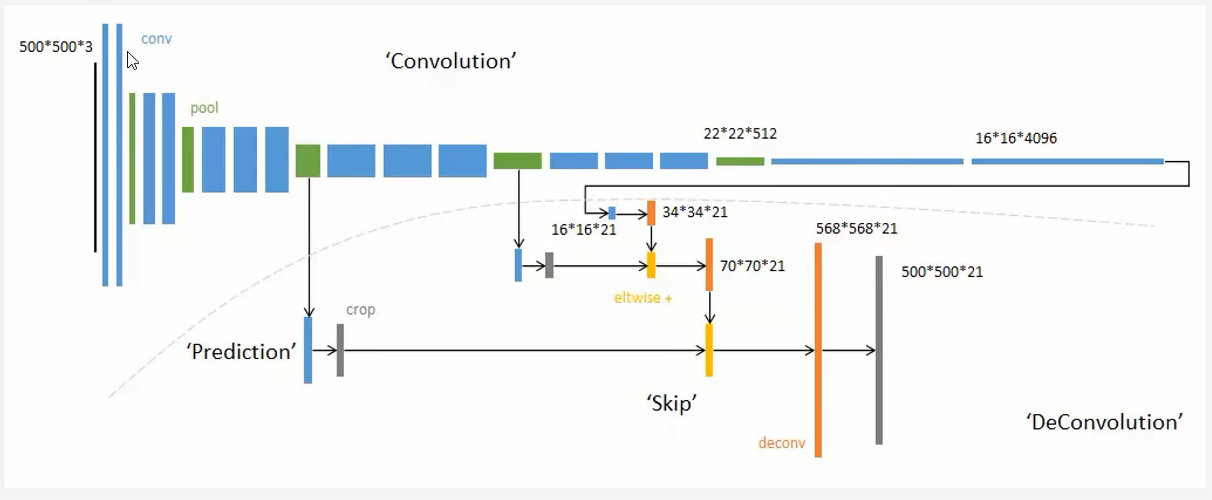 500*500*3
conv
‘Convolution’
pool
22*22*512
16*16*4096
34*34*21
16*16*21
568*568*21
70*70*21
500*500*21
eltwise +
crop
‘Prediction’
‘Skip’
‘DeConvolution’
deconv